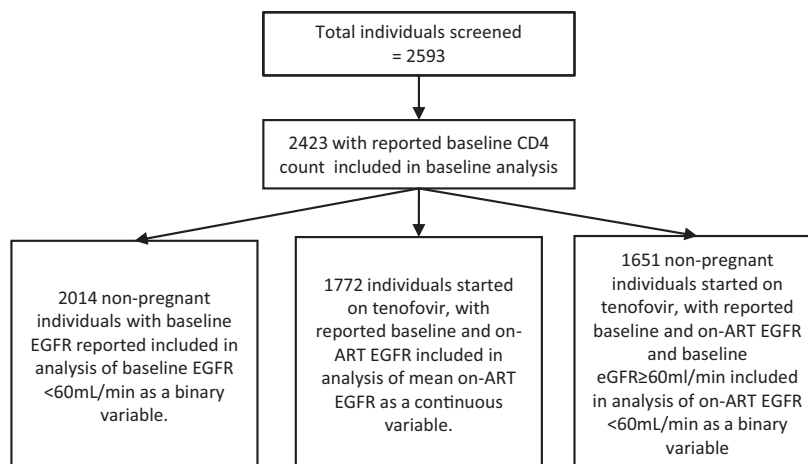 Total individuals screened
= 2593
2423 with reported baseline CD4
count included in baseline analysis
2014 non-pregnant
individuals with baseline
EGFR reported included in
analysis of baseline EGFR
<60mL/min as a binary
variable.
1772 individuals started
on tenofovir, with
reported baseline and on-
ART EGFR included in
analysis of mean on-ART
EGFR as a continuous
variable.
1651 non-pregnant
individuals started on
tenofovir, with reported
baseline and on-ART EGFR
and baseline
eGFR≥60ml/min included
in analysis of on-ART EGFR
<60mL/min as a binary
variable